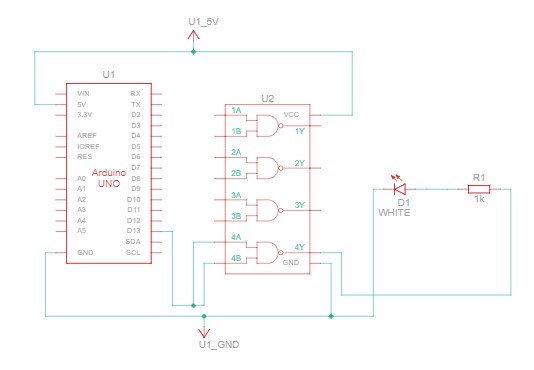 U1_5V
U1
VIN
5V
3.3V
AREF
IOREF
RES
A0
A1
A2
A3
A4
A5
GND
Arduino
UNO
RX
TX
D2
D3
D4
D5
D6
D7
D8
D9
D10
D11
D12
D13
SDA
SCL
U2
1A
VCC
1B
1Y
2A
2Y
2B
3A
3Y
3B
4A
4Y
4B
GND
D1
WHITE
R1
1k
U1_GND